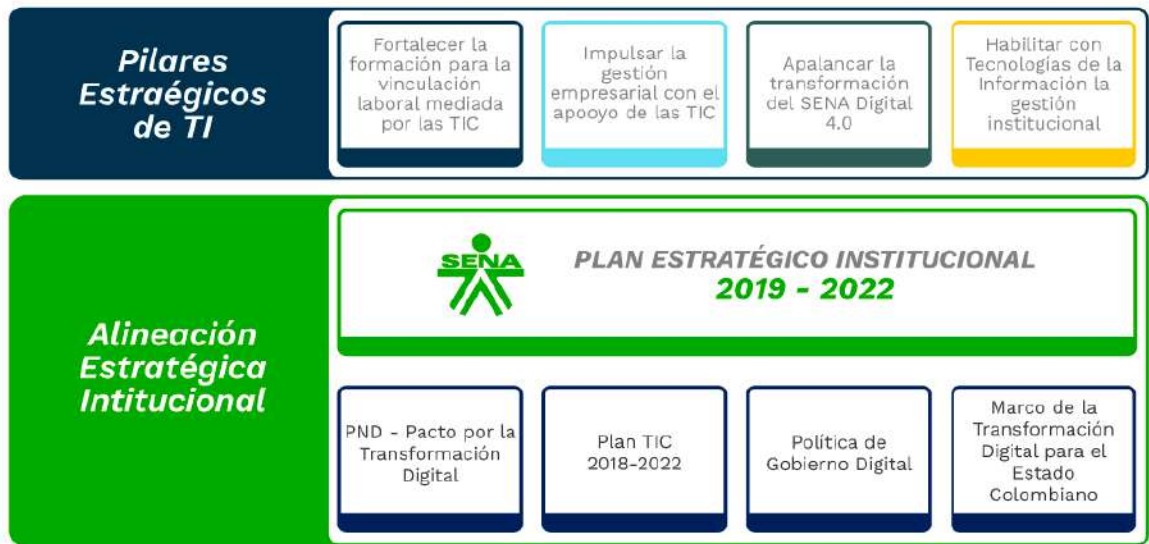 Pilares
Estraégicos
de TI
Fortalecer la
formación para la
vinculación
laboral mediada
por las TIC
Impulsar la
gestión
empresarial con el
apooyo de las TIC
Apalancar la
transformación
del SENA Digital
4.0
Habilitar con
Tecnologías de la
Información la
gestión
institucional
Alineación
Estratégica
Intitucional
SENA
PLAN ESTRATÉGICO INSTITUCIONAL
2019 - 2022
PND - Pacto por la
Transformación
Digital
Plan TIC
2018-2022
Política de
Gobierno Digital
Marco de la
Transformación
Digital para el
Estado
Colombiano